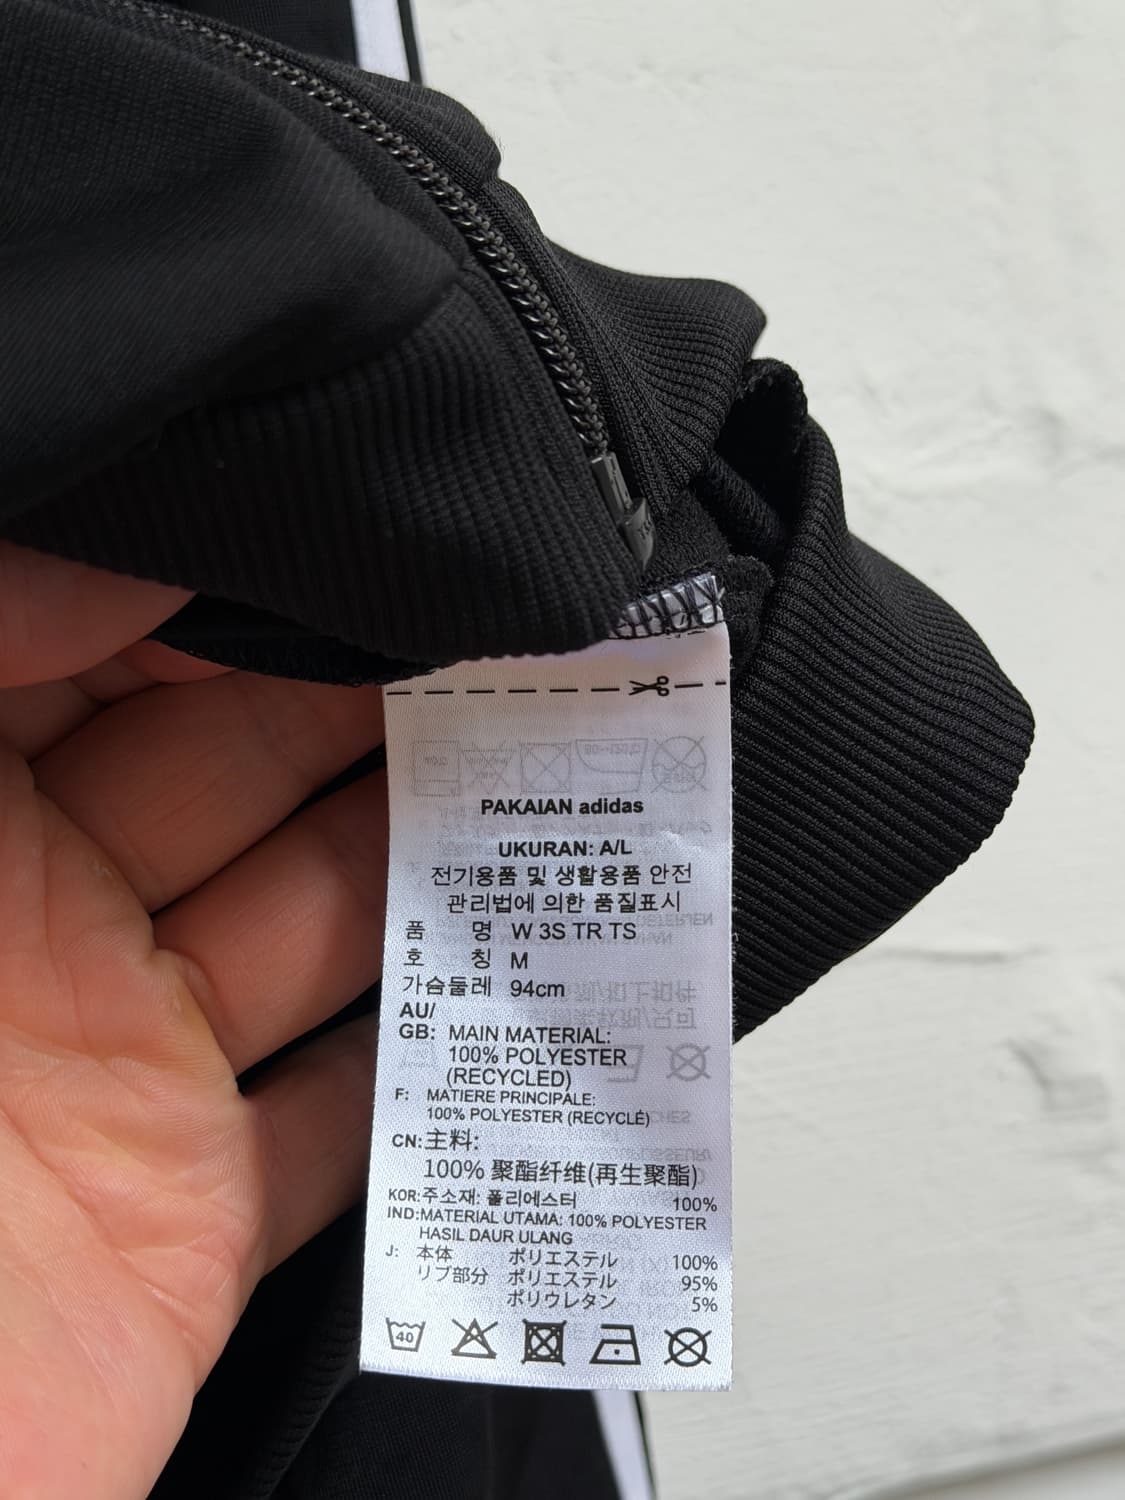 PAKAIAN adidas
UKURAN: A/L
전기용품 및 생활용품 안전
관리법에 의한 품질표시
품 명 W 3S TR TS
호 칭 M
가슴둘레 94cm
AU/
GB: MAIN MATERIAL:
100% POLYESTER
(RECYCLED)
F: MATIERE PRINCIPALE:
100% POLYESTER (RECYCLÉ)
CN: 主料:
100% 聚酯纤维(再生聚酯)
KOR: 주소재: 폴리에스터 100%
IND: MATERIAL UTAMA: 100% POLYESTER
HASIL DAUR ULANG
J: 本体 ポリエステル 100%
リブ部分 ポリエステル 95%
ポリウレタン 5%
40